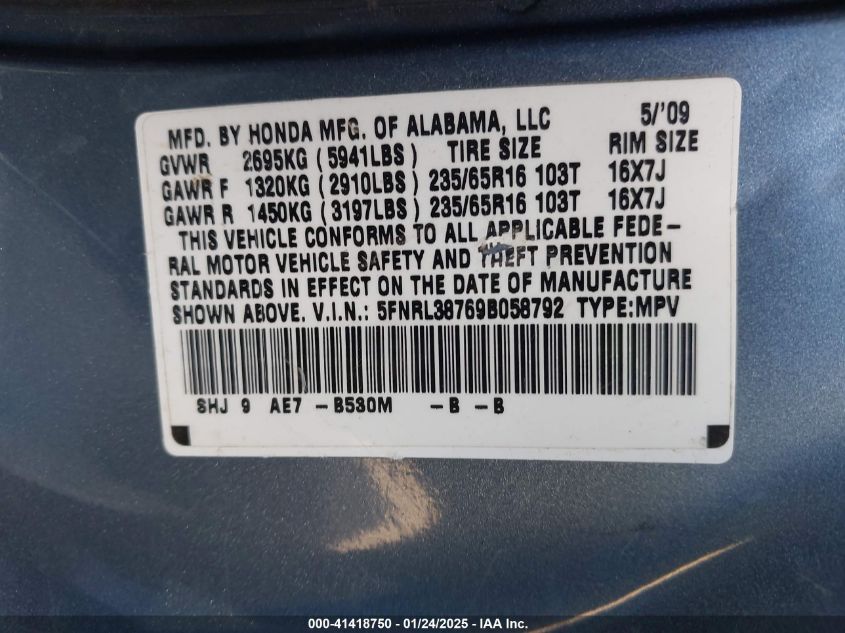 MFD. BY HONDA MFG. OF ALABAMA, LLC 5/'09
GVWR 2695KG (5941LBS) TIRE SIZE RIM SIZE
GAWR F 1320KG (2910LBS) 235/65R16 103T 16X7J
GAWR R 1450KG (3197LBS) 235/65R16 103T 16X7J
THIS VEHICLE CONFORMS TO ALL APPLICABLE FEDE-
RAL MOTOR VEHICLE SAFETY AND THEFT PREVENTION
STANDARDS IN EFFECT ON THE DATE OF MANUFACTURE
SHOWN ABOVE. V.I.N.: 5FNRL38769B058792 TYPE:MPV
SHJ 9 AE7 -B530M -B -B
000-41418750 — 01/24/2025 — IAA Inc.